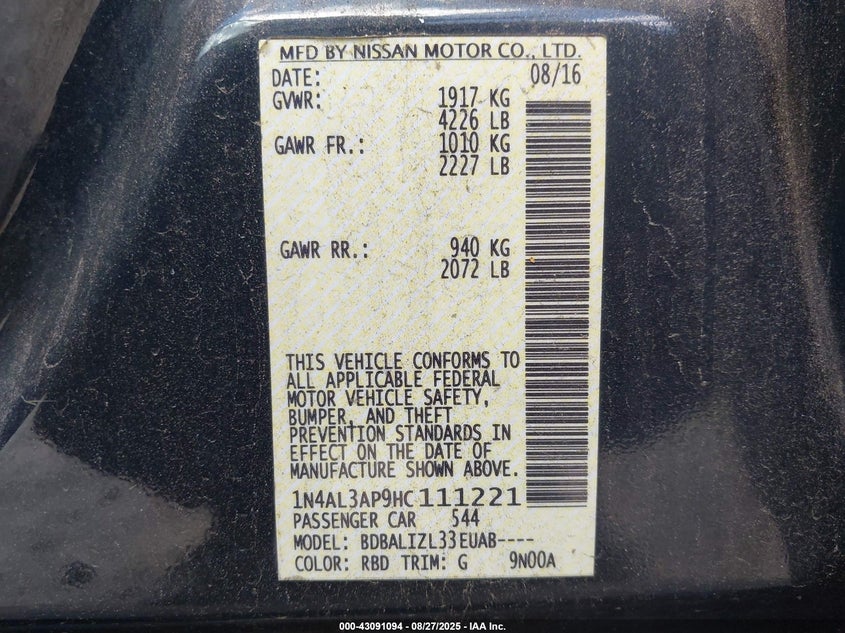 MFD BY NISSAN MOTOR CO., LTD.
DATE: 08/16
GVWR: 1917 KG
4226 LB
GAWR FR.: 1010 KG
2227 LB
GAWR RR.: 940 KG
2072 LB
THIS VEHICLE CONFORMS TO
ALL APPLICABLE FEDERAL
MOTOR VEHICLE SAFETY,
BUMPER, AND THEFT
PREVENTION STANDARDS IN
EFFECT ON THE DATE OF
MANUFACTURE SHOWN ABOVE.
1N4AL3AP9HC111221
PASSENGER CAR 544
MODEL: BDBALIZL33EUAB----
COLOR: RBD TRIM: G 9N00A
000-43091094 - 08/27/2025 - IAA Inc.